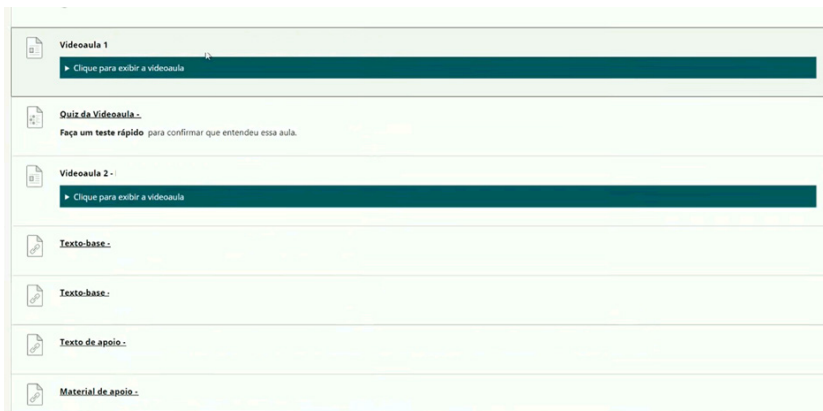 Videoaula 1
▶ Clique para exibir a videoaula
Quiz da Videoaula -
Faça um teste rápido para confirmar que entendeu essa aula.
Videoaula 2 -
▶ Clique para exibir a videoaula
Texto-base -
Texto-base -
Texto de apoio -
Material de apoio -